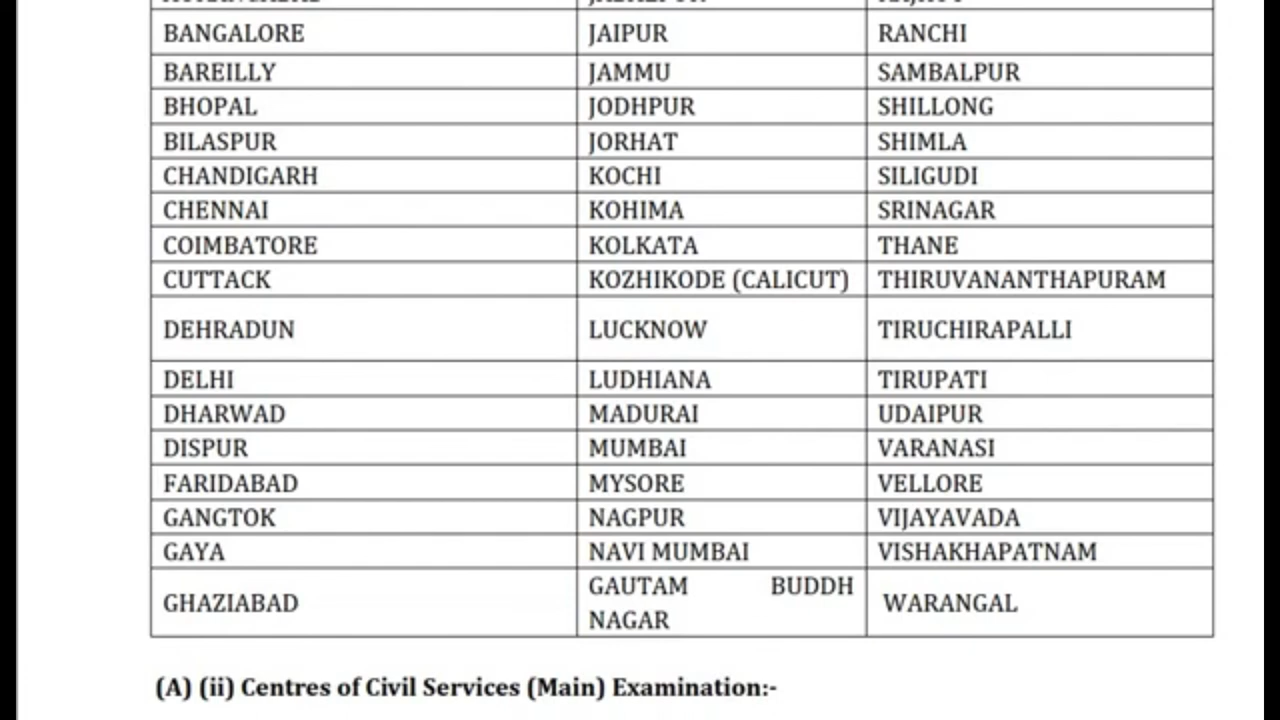 BANGALORE JAIPUR RANCHI
BAREILLY JAMMU SAMBALPUR
BHOPAL JODHPUR SHILLONG
BILASPUR JORHAT SHIMLA
CHANDIGARH KOCHI SILIGUDI
CHENNAI KOHIMA SRINAGAR
COIMBATORE KOLKATA THANE
CUTTACK KOZHIKODE (CALICUT) THIRUVANANTHAPURAM
DEHRADUN LUCKNOW TIRUCHIRAPALLI
DELHI LUDHIANA TIRUPATI
DHARWAD MADURAI UDAIPUR
DISPUR MUMBAI VARANASI
FARIDABAD MYSORE VELLORE
GANGTOK NAGPUR VIJAYAVADA
GAYA NAVI MUMBAI VISHAKHAPATNAM
GHAZIABAD GAUTAM BUDDH WARANGAL
NAGAR
(A) (ii) Centres of Civil Services (Main) Examination:-